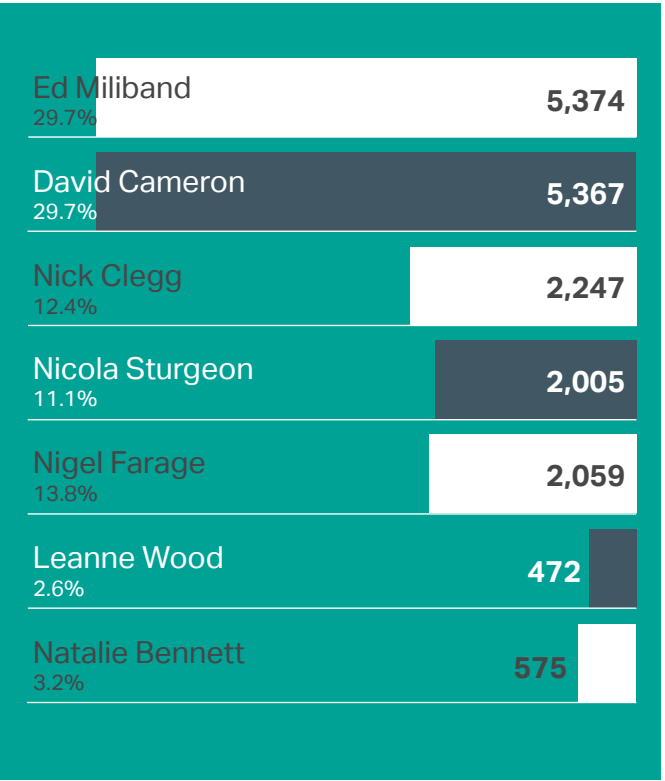 Ed Miliband
5,374
29.7%
David Cameron
5,367
29.7%
Nick Clegg
2,247
12.4%
Nicola Sturgeon
2,005
11.1%
Nigel Farage
2,059
13.8%
Leanne Wood
472
2.6%
Natalie Bennett
575
3.2%